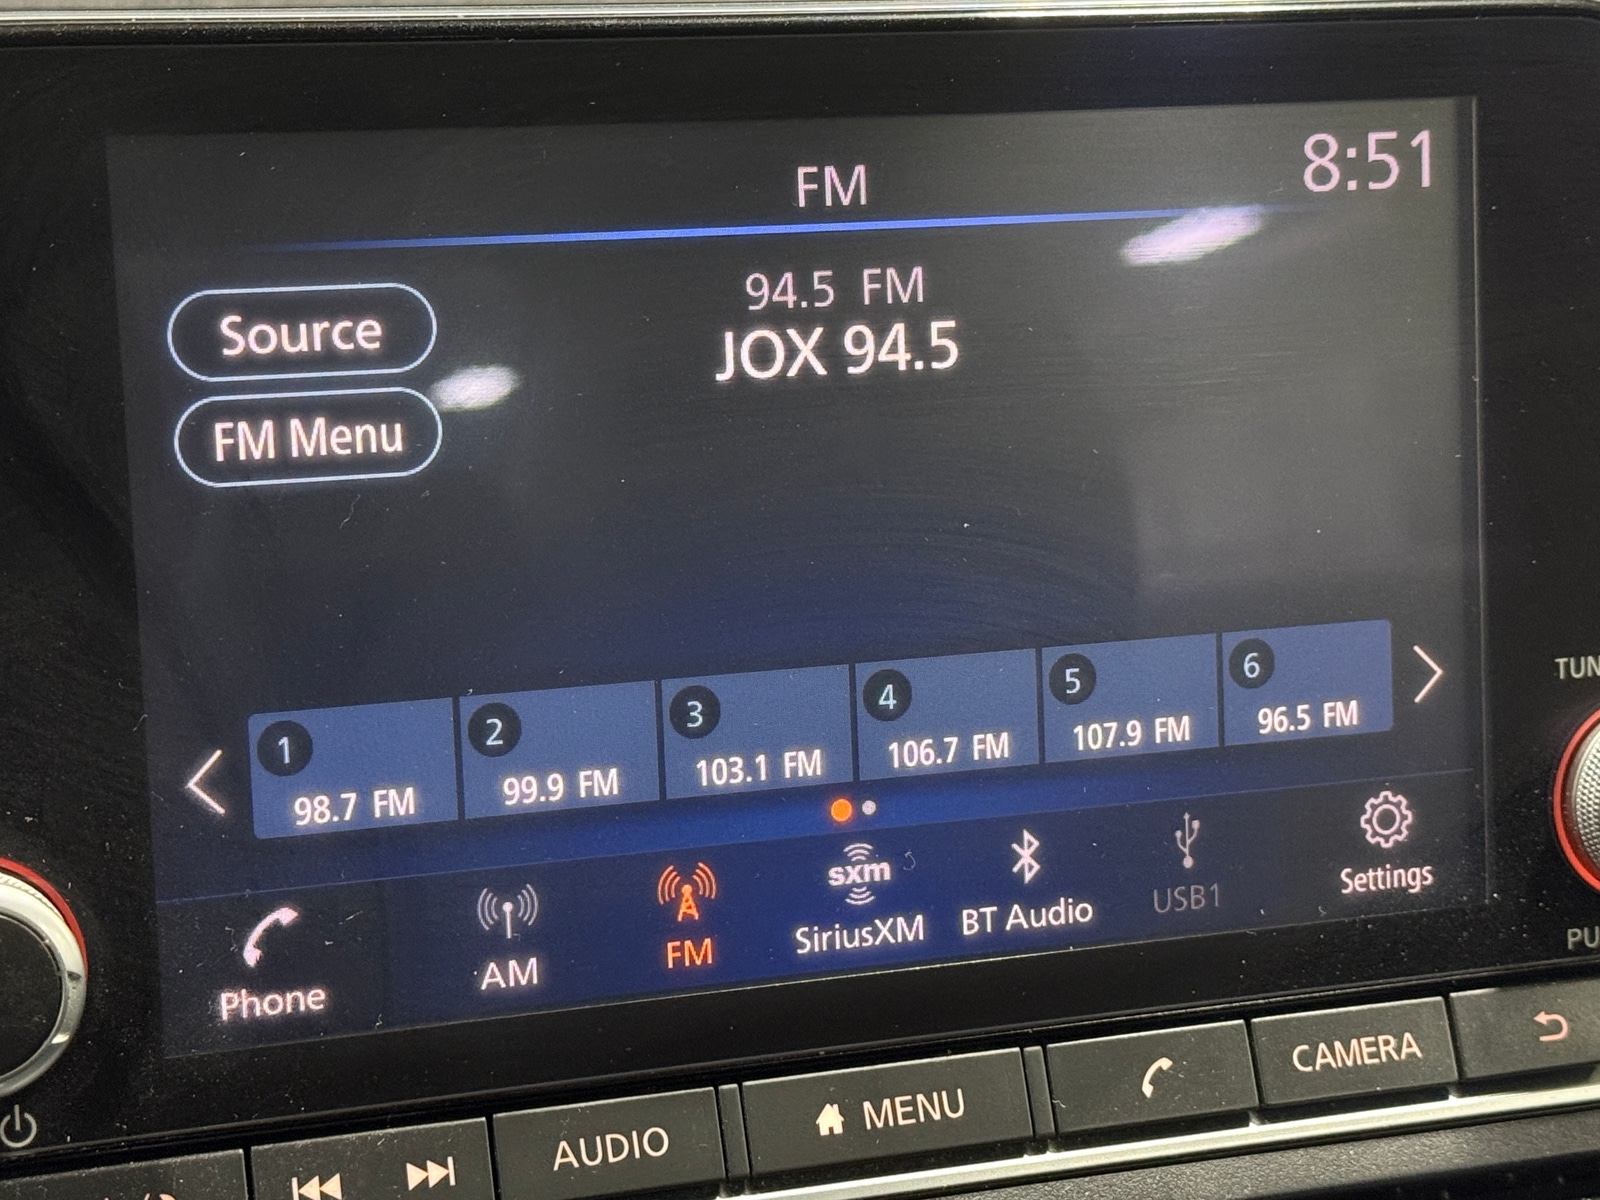 FM
8:51
94.5 FM
JOX 94.5
Source
FM Menu
1
98.7 FM
2
99.9 FM
3
103.1 FM
4
106.7 FM
5
107.9 FM
6
96.5 FM
Phone
AM
FM
sxm
SiriusXM
BT Audio
USB1
Settings
TUN
PU
AUDIO
MENU
CAMERA